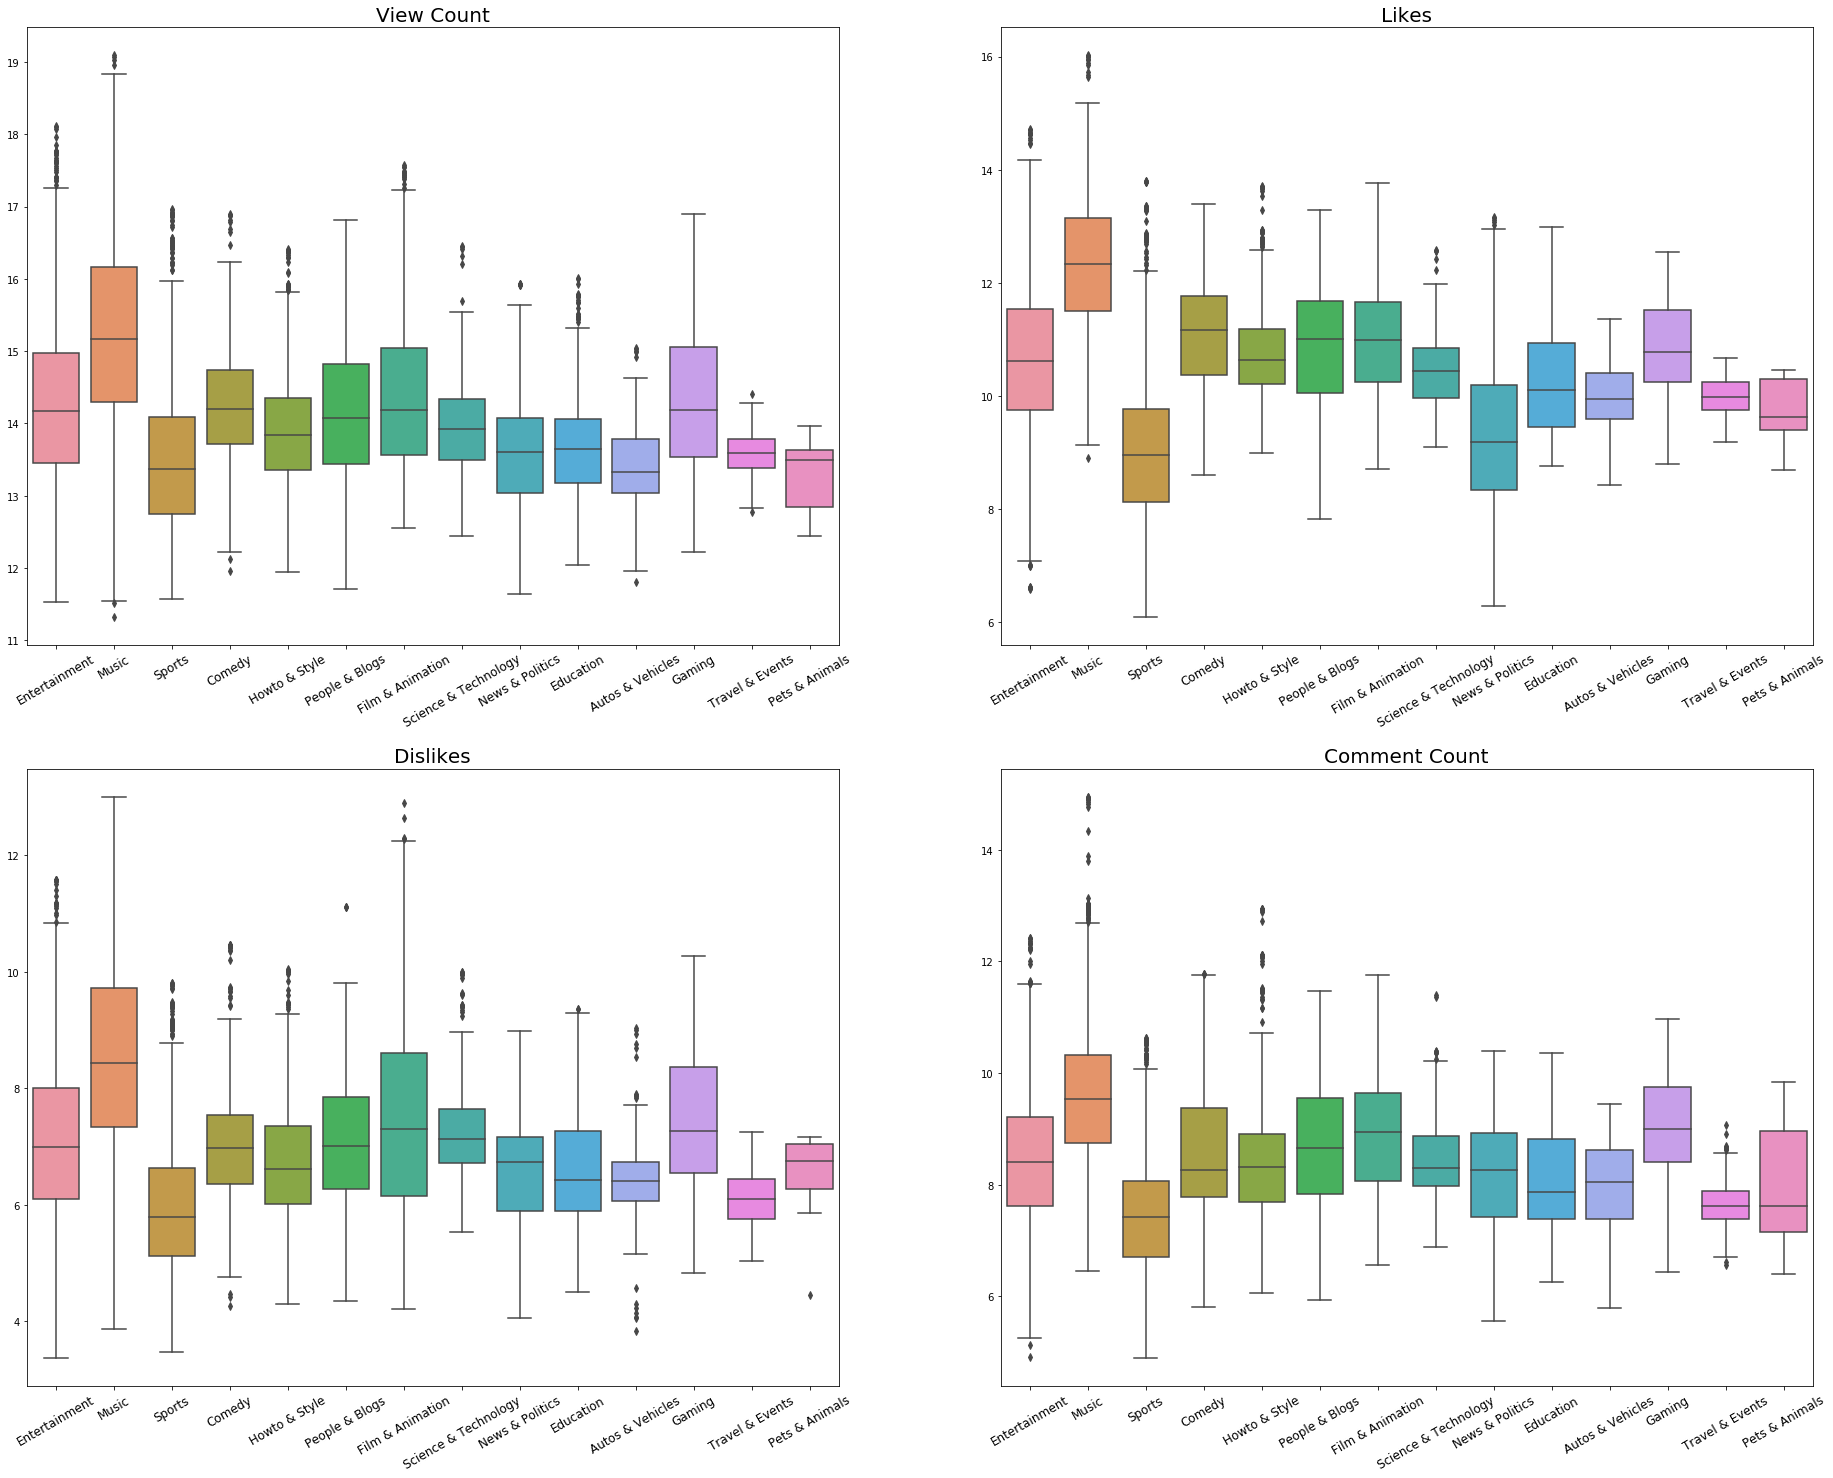 View Count
19
18
17
16
15
14
13
12
11
Entertainment
Music
Sports
Comedy
Howto & Style
People & Blogs
Film & Animation
Science & Technology
News & Politics
Education
Autos & Vehicles
Gaming
Travel & Events
Pets & Animals
Likes
16
14
12
10
8
6
Entertainment
Music
Sports
Comedy
Howto & Style
People & Blogs
Film & Animation
Science & Technology
News & Politics
Education
Autos & Vehicles
Gaming
Travel & Events
Pets & Animals
Dislikes
12
10
8
6
4
Entertainment
Music
Sports
Comedy
Howto & Style
People & Blogs
Film & Animation
Science & Technology
News & Politics
Education
Autos & Vehicles
Gaming
Travel & Events
Pets & Animals
Comment Count
14
12
10
8
6
Entertainment
Music
Sports
Comedy
Howto & Style
People & Blogs
Film & Animation
Science & Technology
News & Politics
Education
Autos & Vehicles
Gaming
Travel & Events
Pets & Animals